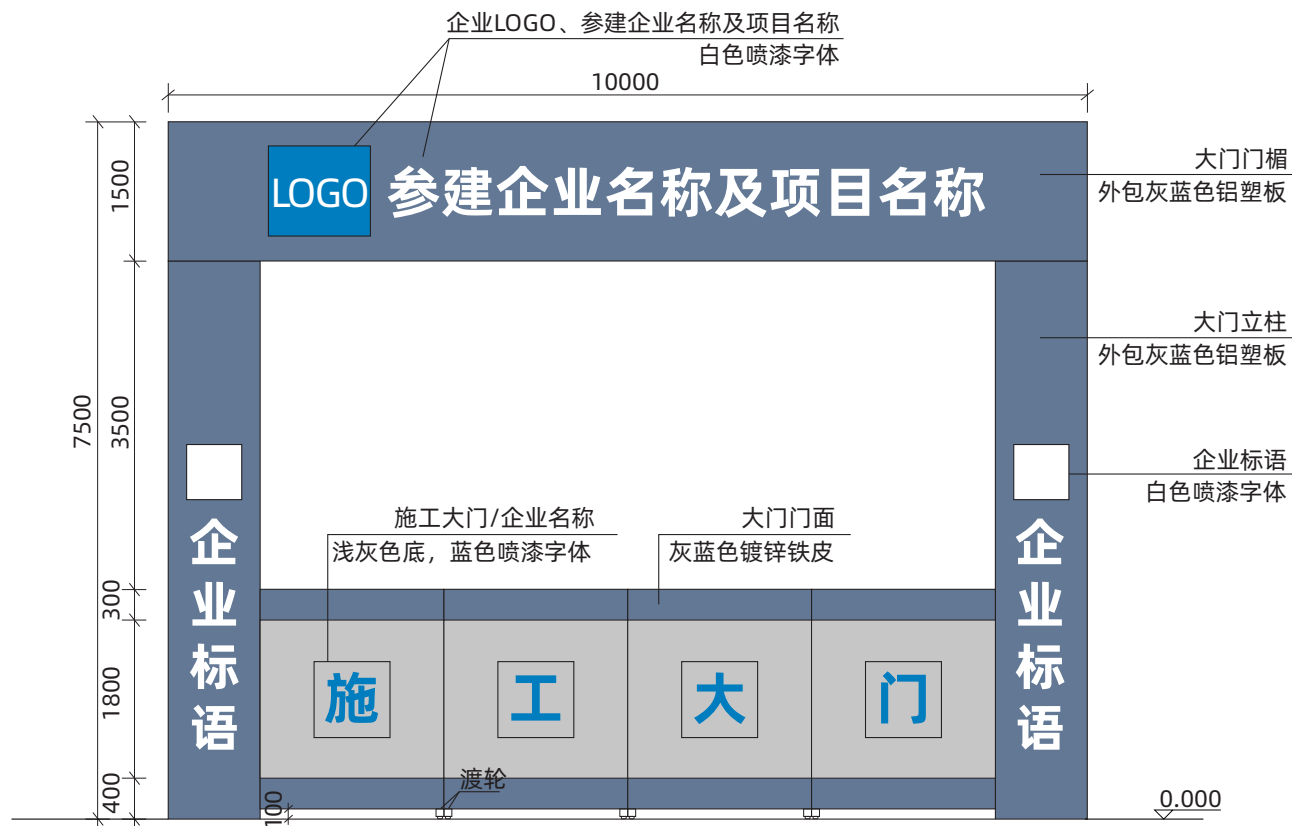 企业LOGO、参建企业名称及项目名称
白色喷漆字体
10000
1500
LOGO
参建企业名称及项目名称
大门门楣
外包灰蓝色铝塑板
大门立柱
外包灰蓝色铝塑板
7500
3500
企业标语
白色喷漆字体
施工大门/企业名称
浅灰色底，蓝色喷漆字体
大门门面
灰蓝色镀锌铁皮
企业标语
企业标语
300
1800
施工大门
400
渡轮
100
0.000